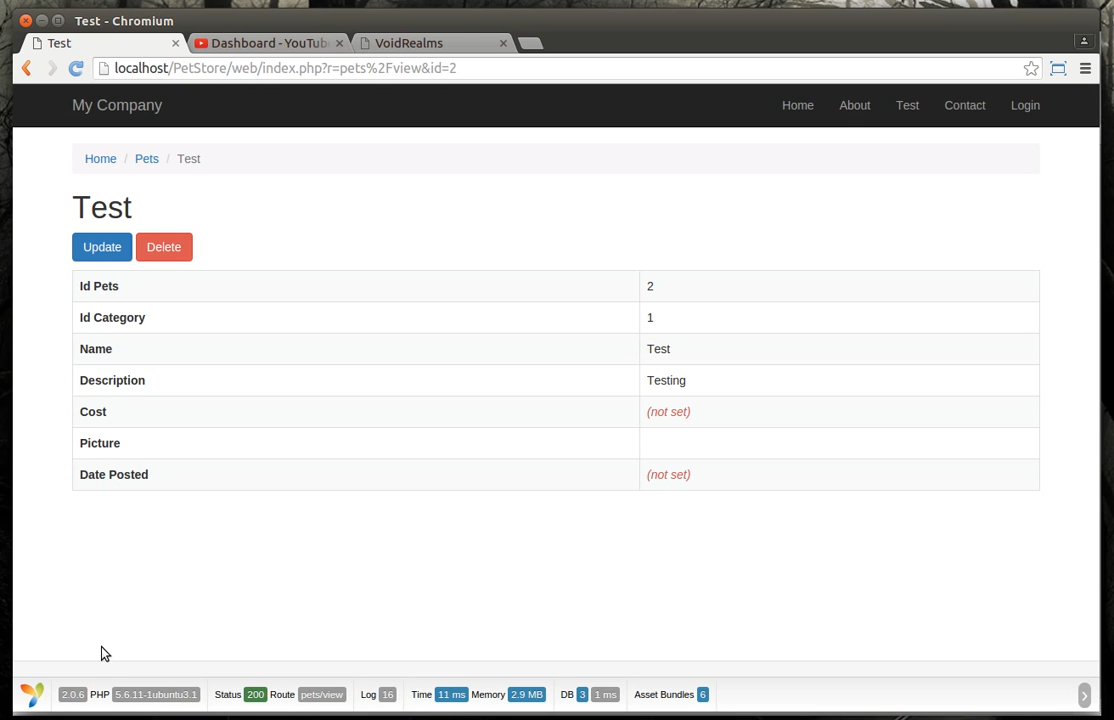 Test - Chromium
Test
Dashboard - YouTub
VoidRealms
localhost/PetStore/web/index.php?r=pets%2Fview&id=2
My Company Home About Test Contact Login
Home / Pets / Test
Test
Update Delete
Id Pets 2
Id Category 1
Name Test
Description Testing
Cost (not set)
Picture
Date Posted (not set)
2.0.6 PHP 5.6.11-1ubuntu3.1 Status 200 Route pets/view Log 16 Time 11 ms Memory 2.9 MB DB 3 1 ms Asset Bundles 6